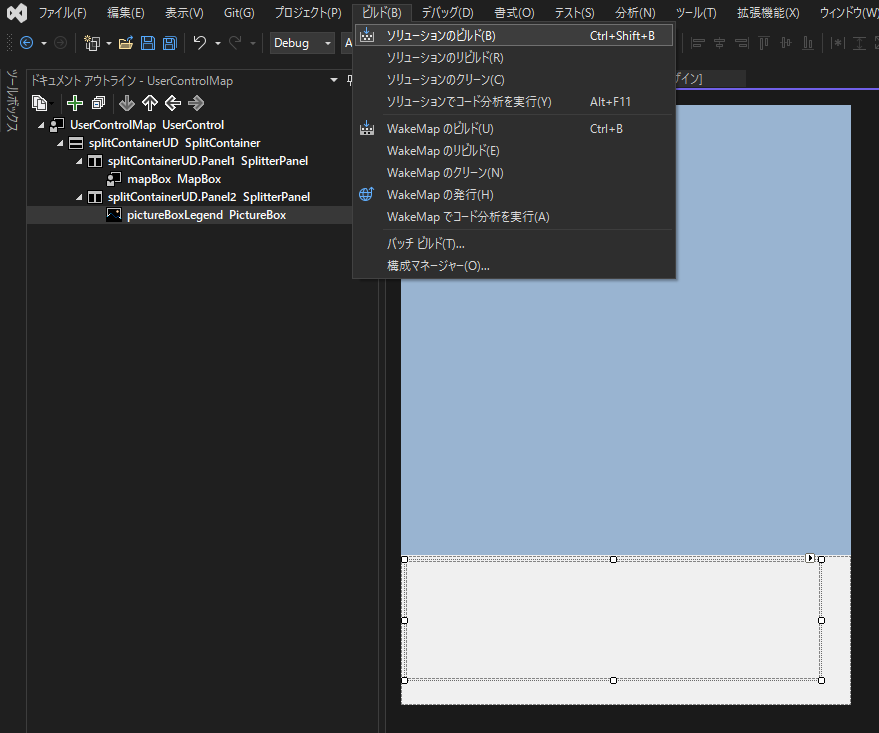 ファイル(F) 編集(E) 表示(V) Git(G) プロジェクト(P) ビルド(B) デバッグ(D) 書式(O) テスト(S) 分析(N) ツール(T) 拡張機能(X) ウィンドウ(W)
Debug
ツールボックス
ドキュメント アウトライン - UserControlMap
UserControlMap UserControl
splitContainerUD SplitContainer
splitContainerUD.Panel1 SplitterPanel
mapBox MapBox
splitContainerUD.Panel2 SplitterPanel
pictureBoxLegend PictureBox
ソリューションのビルド(B) Ctrl+Shift+B
ソリューションのリビルド(R)
ソリューションのクリーン(C)
ソリューションでコード分析を実行(Y) Alt+F11
WakeMap のビルド(U) Ctrl+B
WakeMap のリビルド(E)
WakeMap のクリーン(N)
WakeMap の発行(H)
WakeMap でコード分析を実行(A)
バッチ ビルド(T)...
構成マネージャー(O)...